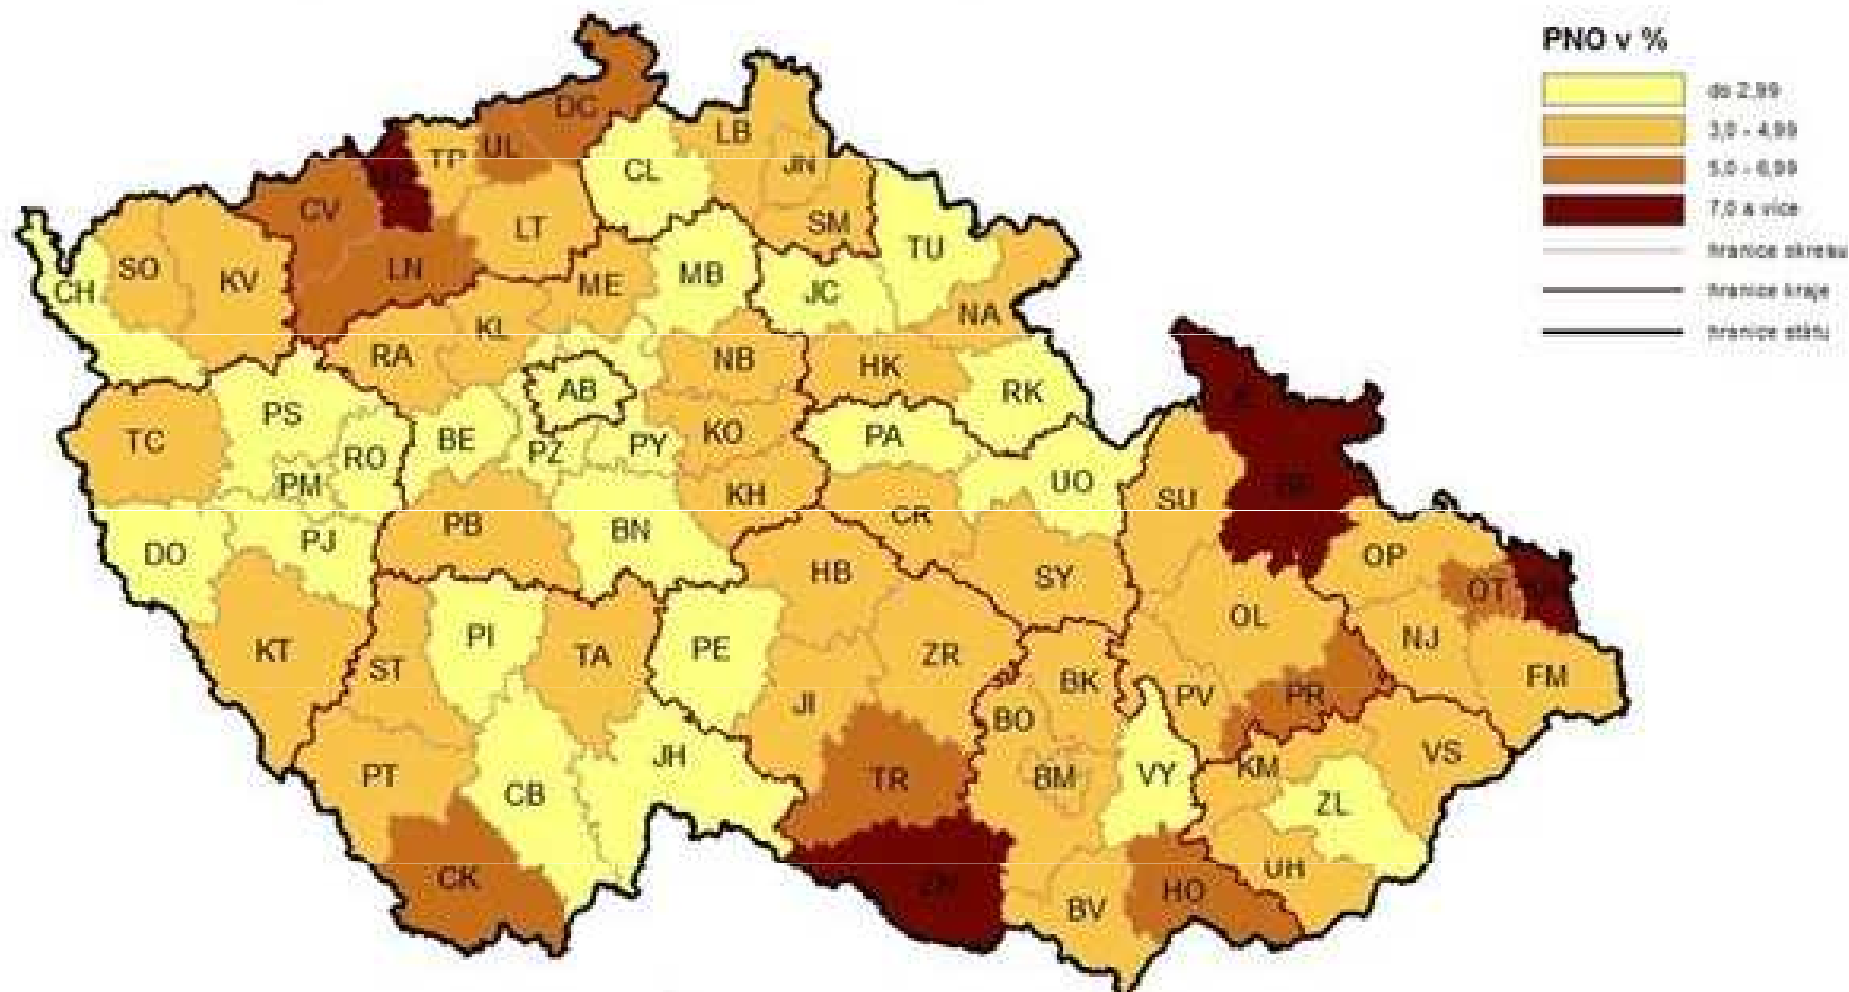 PNO v %
do 2,99
3,0 - 4,99
5,0 - 6,99
7,0 a více
hranice okresu
hranice kraje
hranice státu
DC
LB
TP
UL
JN
CL
CV
LT
SM
TU
SO
KV
LN
CH
ME
MB
JC
KL
NA
RA
NB
HK
AB
RK
PS
TC
BE
KO
PA
RO
PZ
PY
PM
KH
UO
SU
PB
CR
BN
PJ
DO
OP
HB
SY
OT
OL
PI
NJ
KT
ST
TA
PE
ZR
FM
BK
PV
PR
JI
BO
VS
JH
PT
KM
CB
TR
BM
VY
ZL
UH
CK
HO
BV